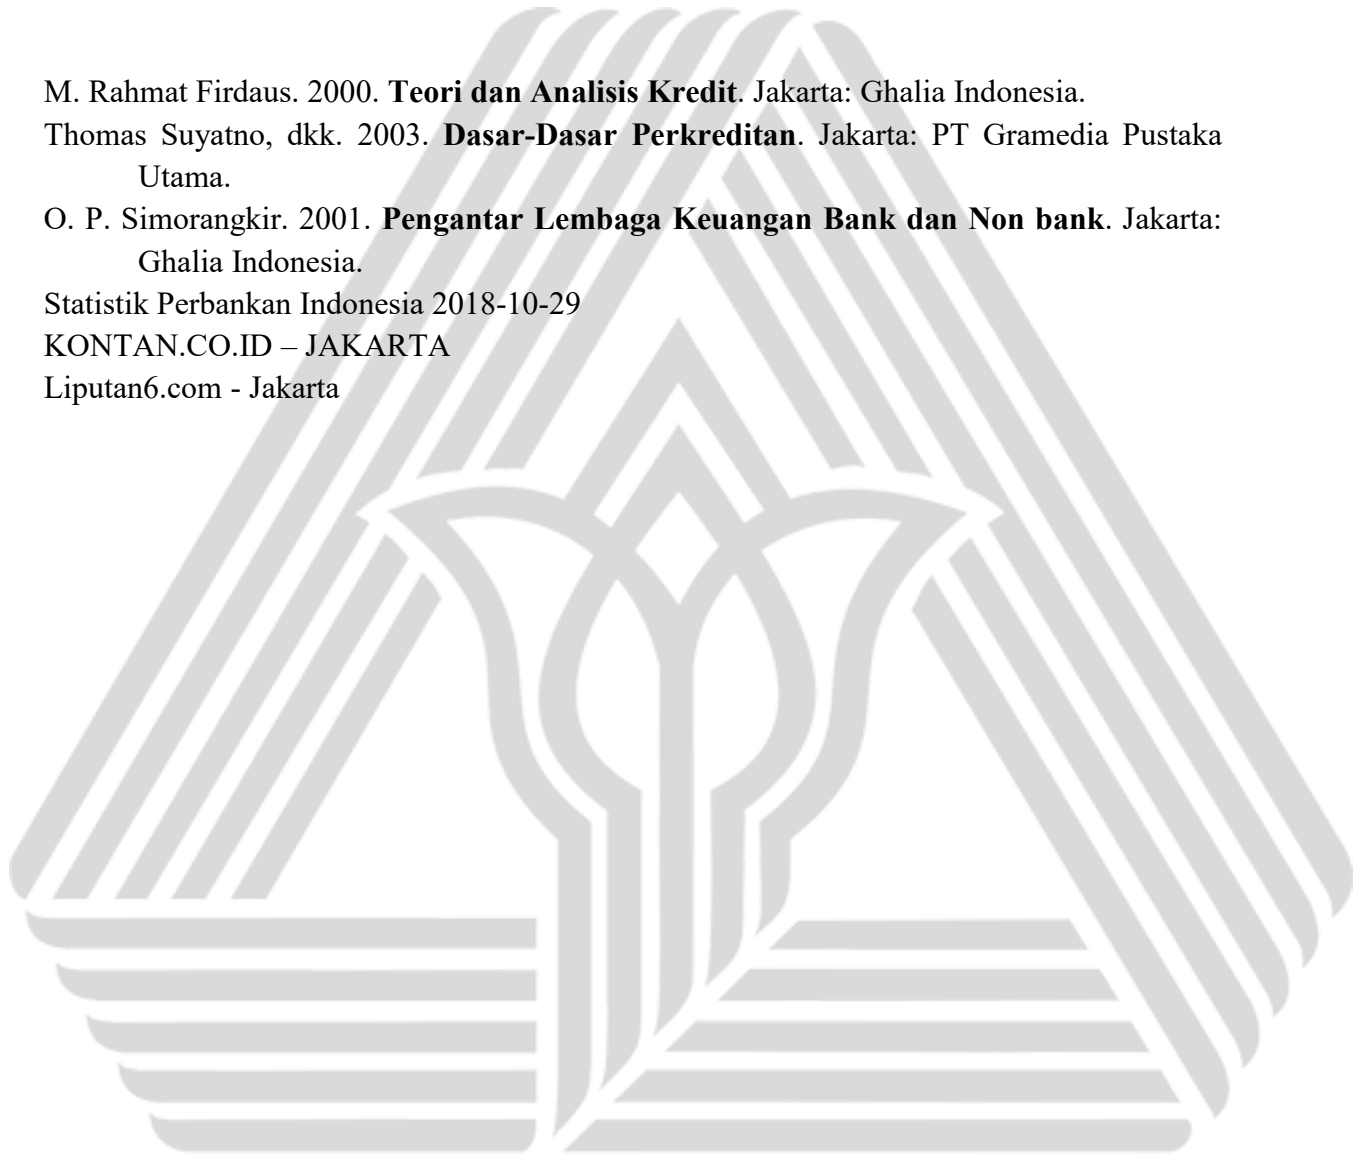 M. Rahmat Firdaus. 2000. Teori dan Analisis Kredit. Jakarta: Ghalia Indonesia.
Thomas Suyatno, dkk. 2003. Dasar-Dasar Perkreditan. Jakarta: PT Gramedia Pustaka
Utama.
O. P. Simorangkir. 2001. Pengantar Lembaga Keuangan Bank dan Non bank. Jakarta:
Ghalia Indonesia.
Statistik Perbankan Indonesia 2018-10-29
KONTAN.CO.ID – JAKARTA
Liputan6.com - Jakarta